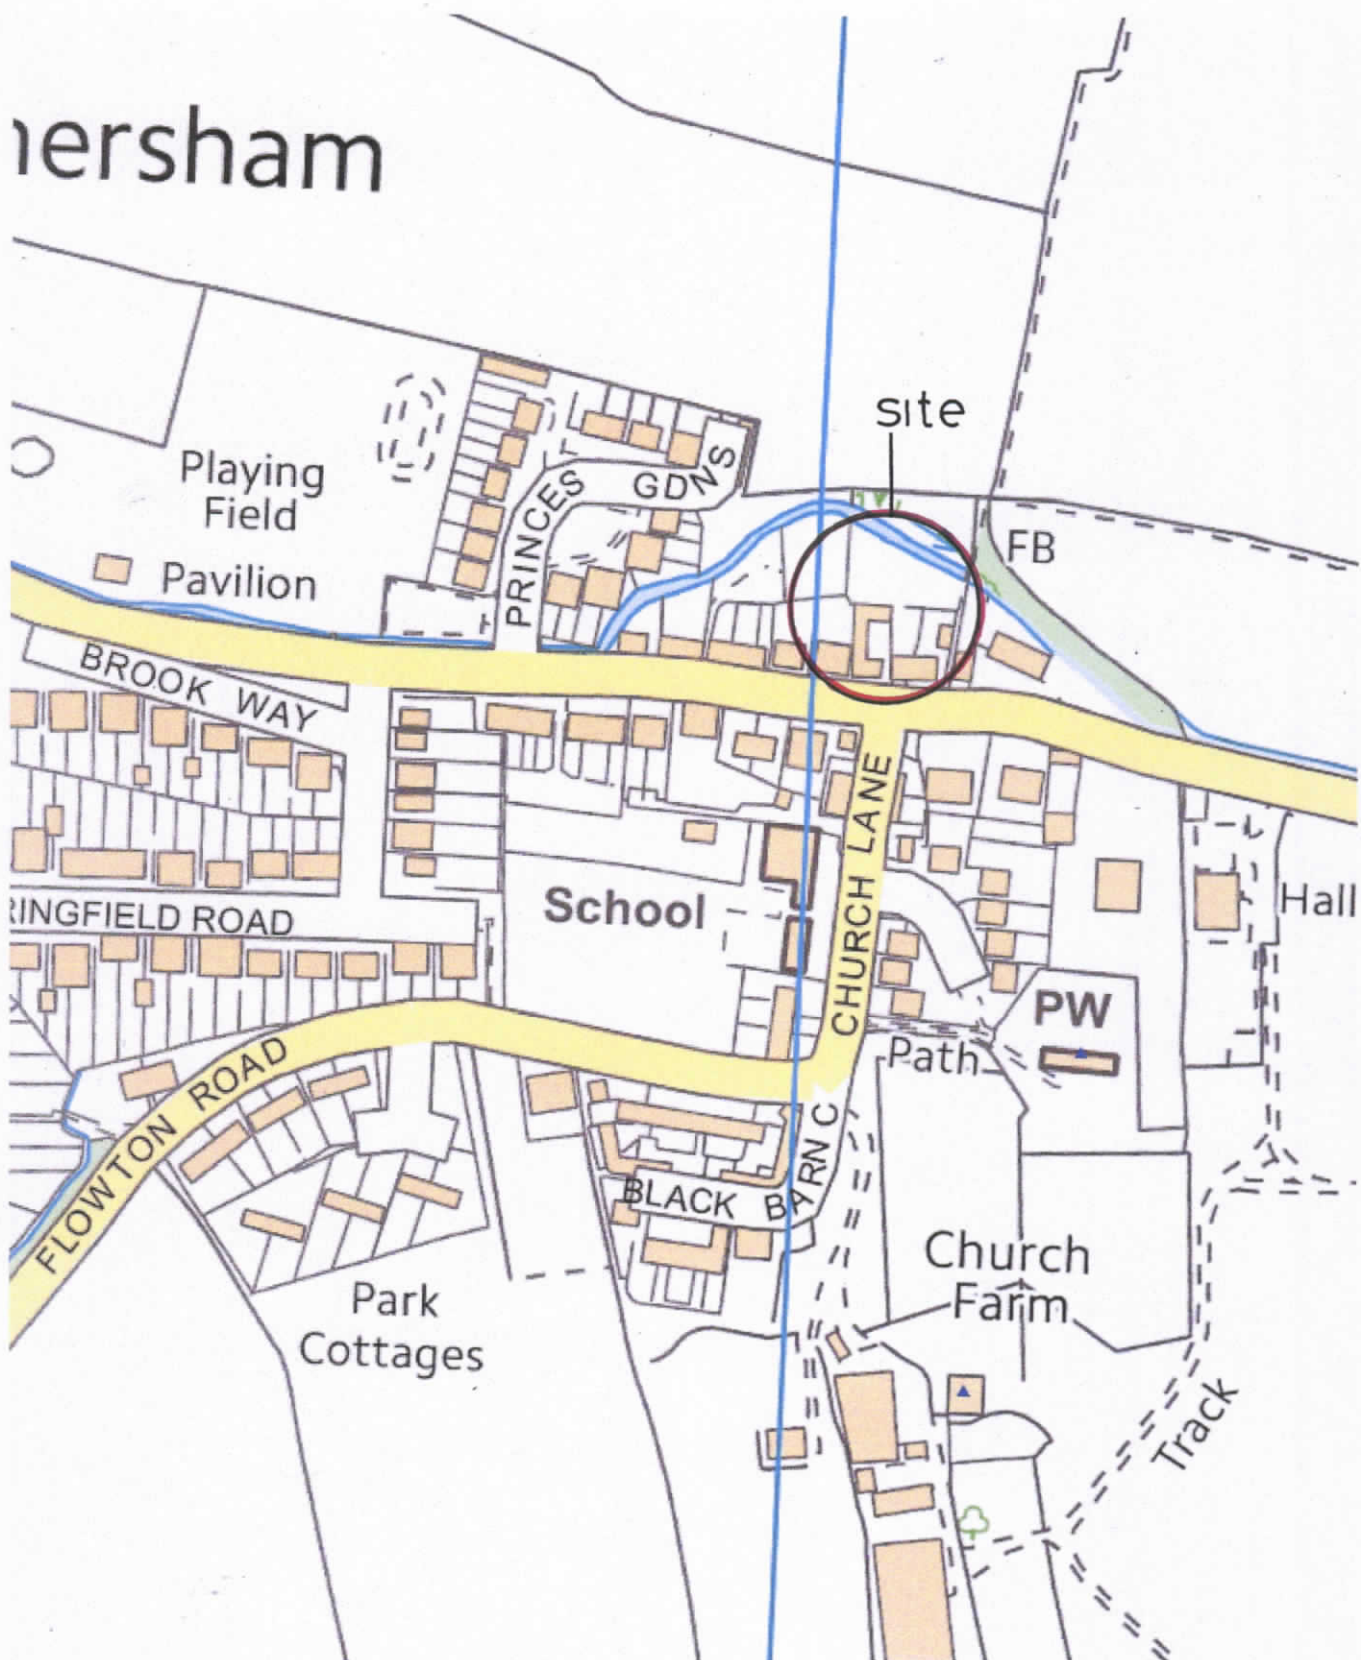 nersham
site
Playing
Field
Pavilion
PRINCES GDNS
FB
BROOK WAY
CHURCH LANE
School
RINGFIELD ROAD
Hall
PW
Path
FLOWTON ROAD
BLACK BARN C
Church
Farm
Park
Cottages
Track